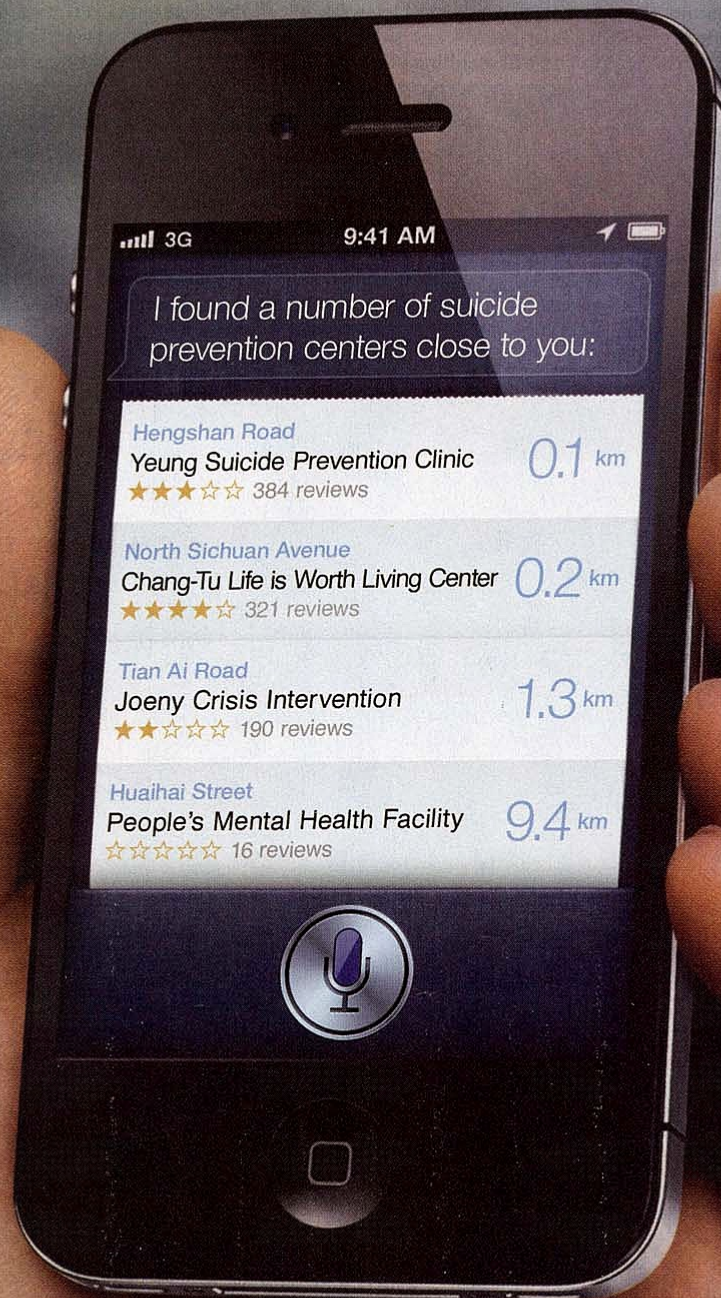 3G 9:41 AM
I found a number of suicide
prevention centers close to you:
Hengshan Road
Yeung Suicide Prevention Clinic 0.1 km
384 reviews
North Sichuan Avenue
Chang-Tu Life is Worth Living Center 0.2 km
321 reviews
Tian Ai Road
Joeny Crisis Intervention 1.3 km
190 reviews
Huaihai Street
People's Mental Health Facility 9.4 km
16 reviews